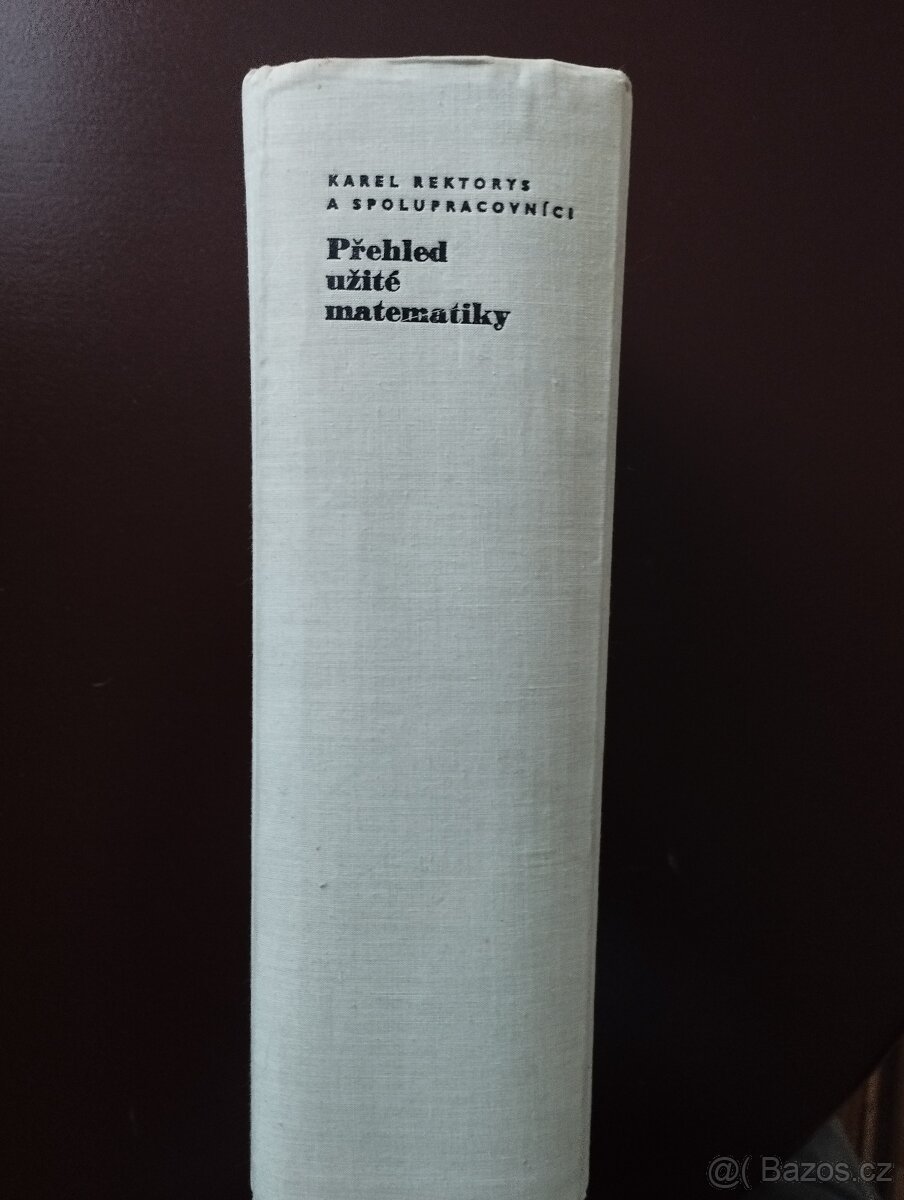 KAREL REKTORYS
A SPOLUPRACOVNÍCI
Přehled
užité
matematiky
@( Bazos.cz